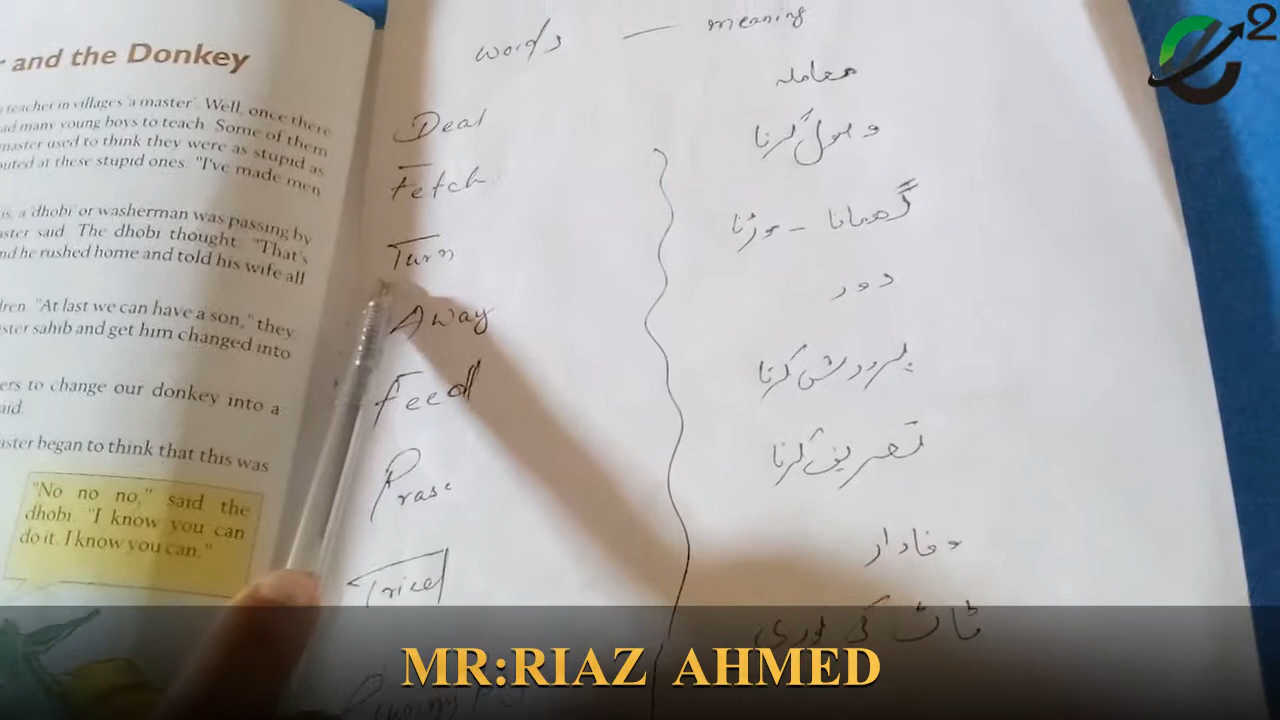 and the Donkey
teacher in villages 'a master'. Well, once there
ad many young boys to teach. Some of them
master used to think they were as stupid as
outed at these stupid ones. "I've made men
is, a dhobi or washerman was passing by
aster said. The dhobi thought "That's
nd he rushed home and told his wife all
dren. "At last we can have a son," they
ster sahib and get him changed into
ers to change our donkey into a
aid.
aster began to think that this was
"No no no," said the
dhobi. "I know you can
do it. I know you can."
words — meaning
Deal معاملہ
Fetch وصول کرنا
Turn گھمانا - موڑنا
Away دور
Feed پرورش کرنا
Prase تعریف کرنا
وفادار
ٹاٹ کی بوری
MR:RIAZ AHMED
e2